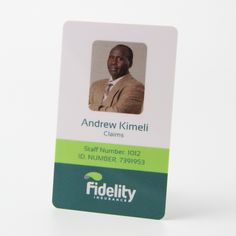 Andrew Kimeli
Claims
Staff Number: 1012
ID. NUMBER. 7391953
Fidelity
INSURANCE